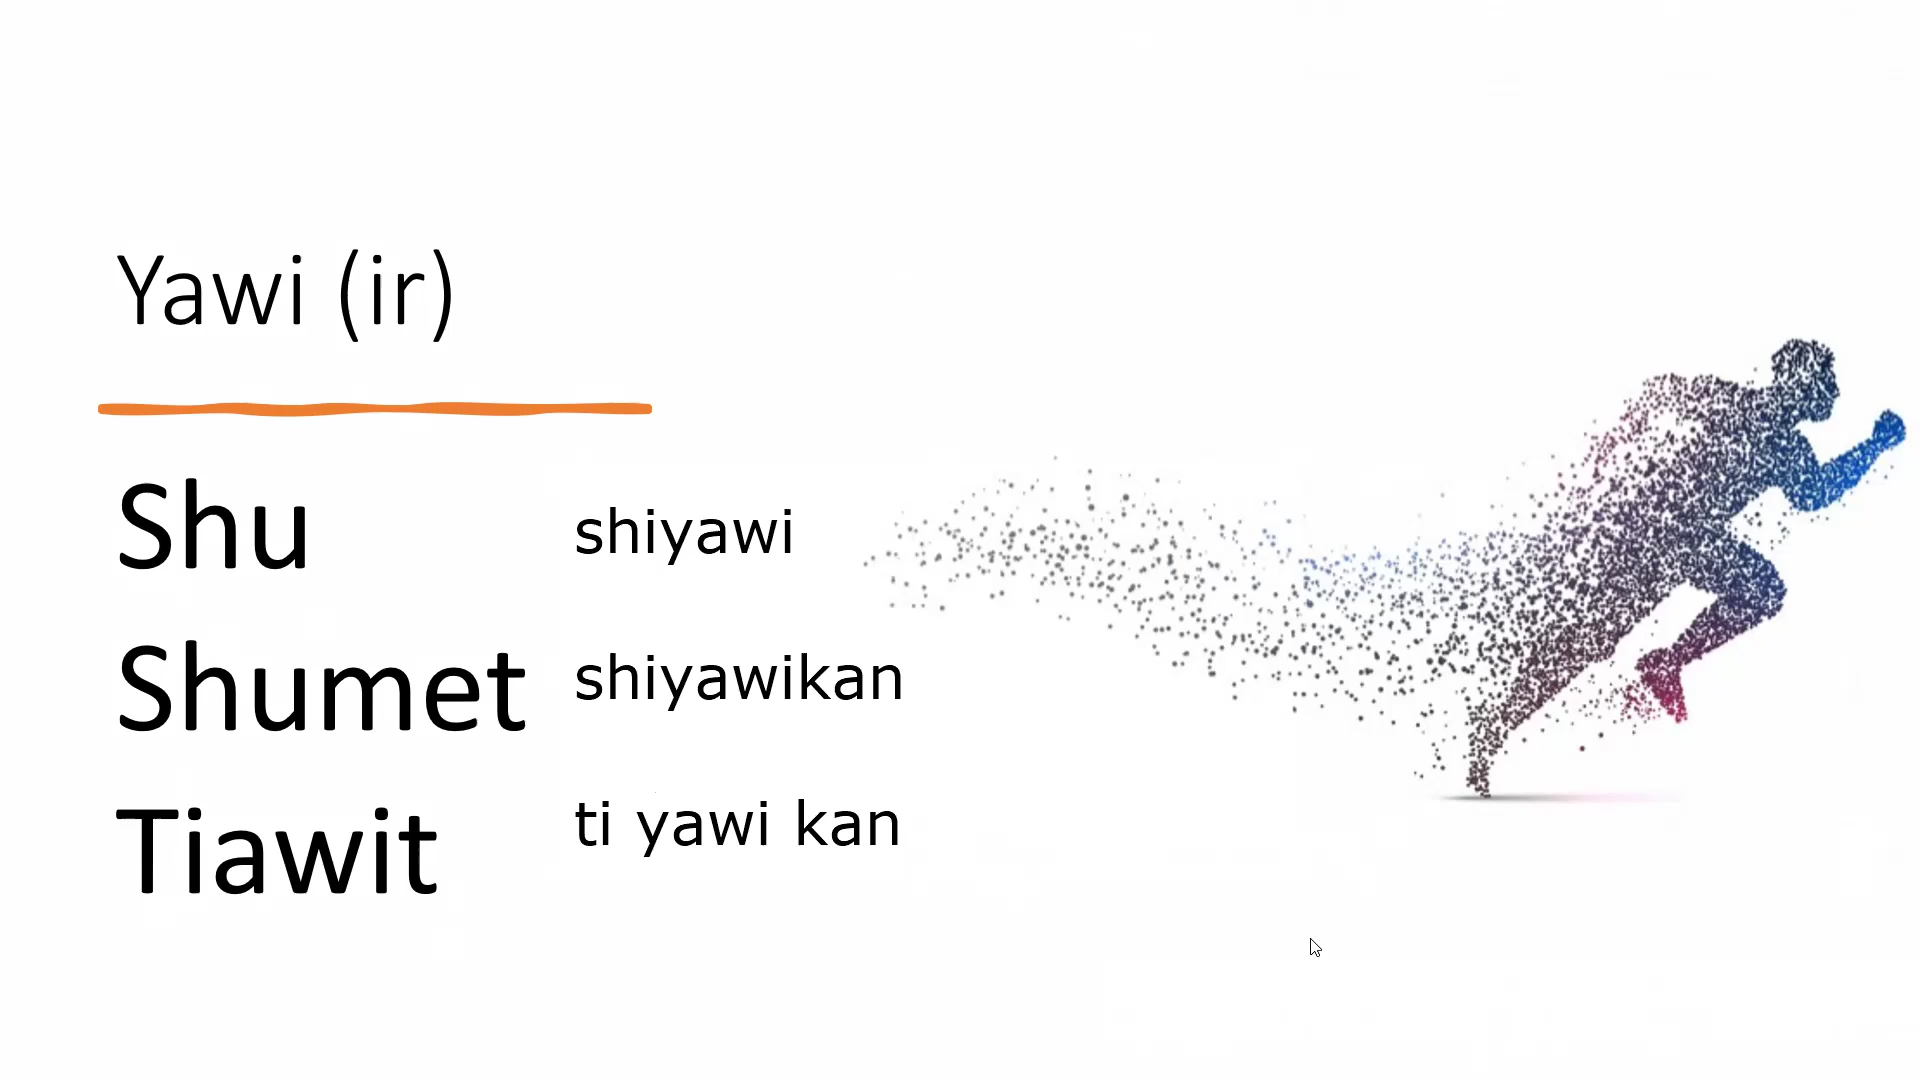 Yawi (ir)
Shu shiyawi
Shumet shiyawikan
Tiawit ti yawi kan